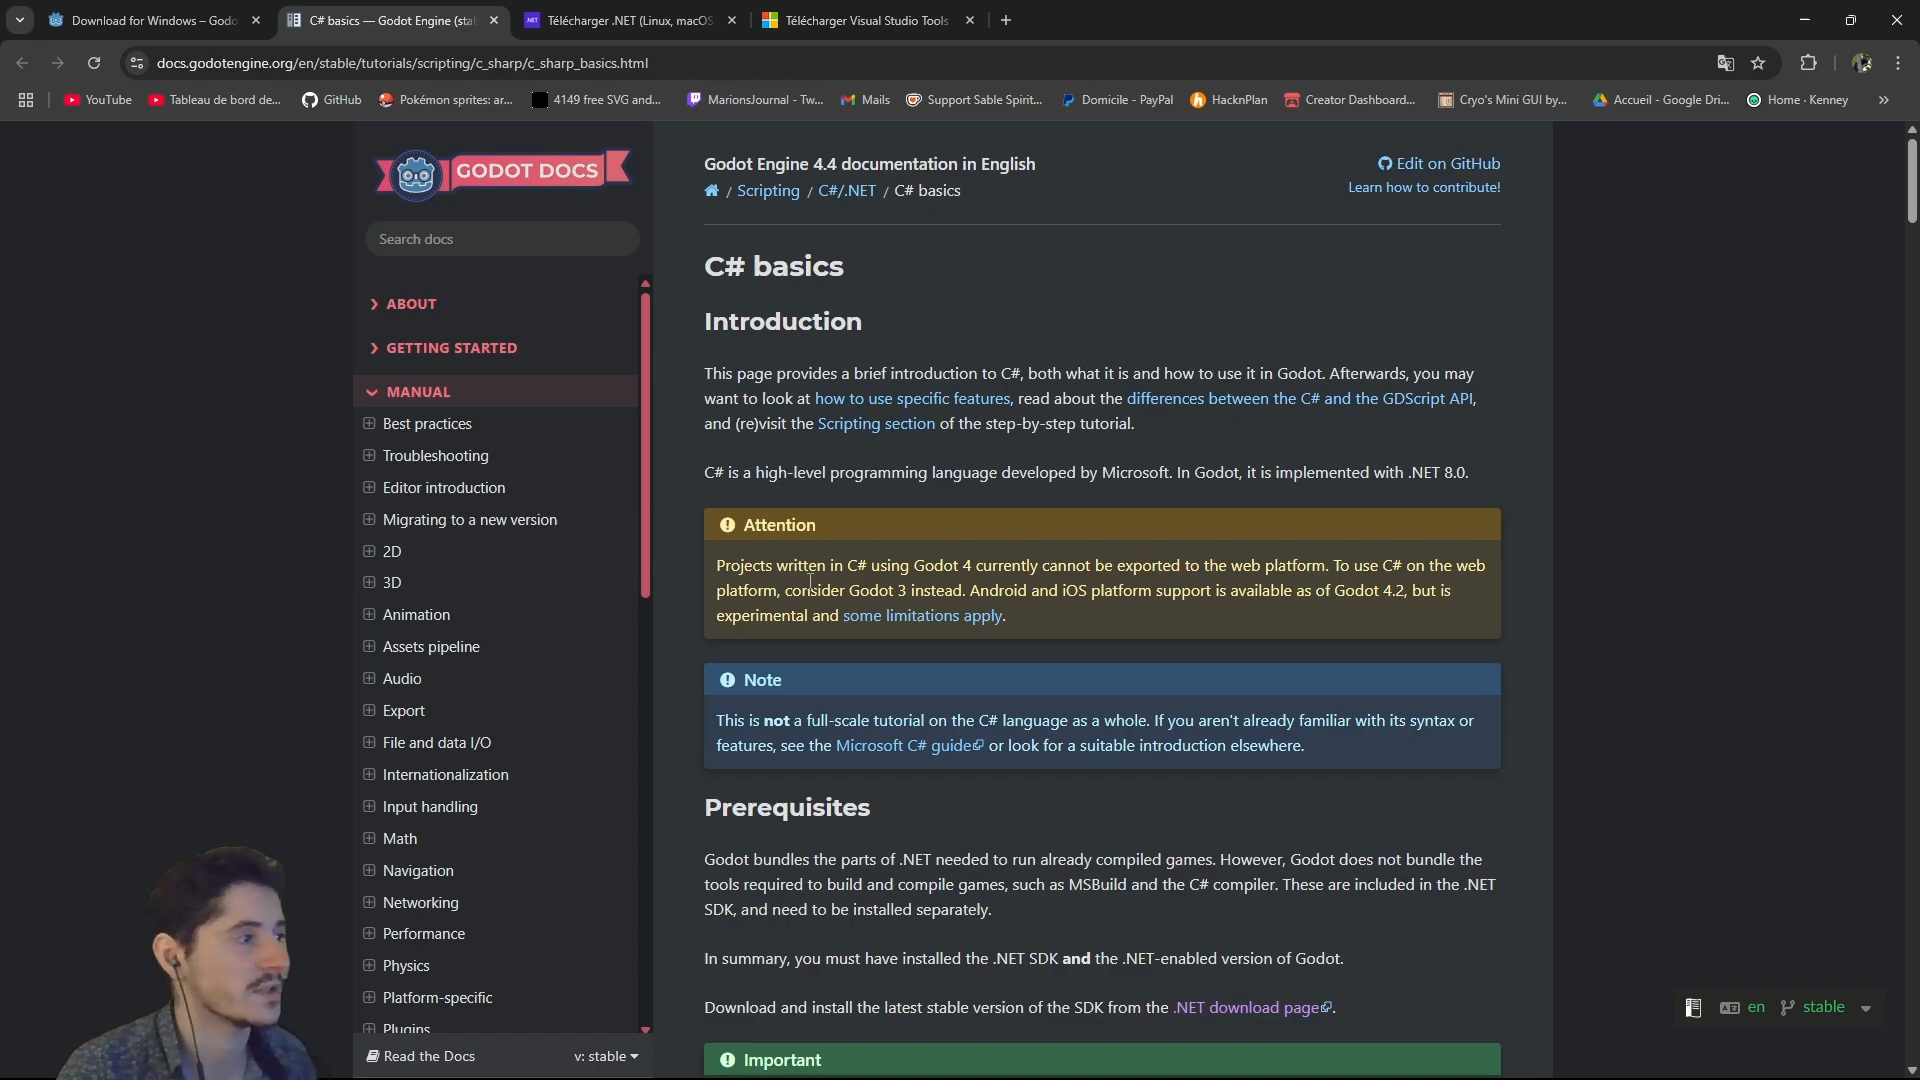 Download for Windows – Godo
C# basics — Godot Engine (sta
Télécharger .NET (Linux, macOS
Télécharger Visual Studio Tools
docs.godotengine.org/en/stable/tutorials/scripting/c_sharp/c_sharp_basics.html
YouTube
Tableau de bord de...
GitHub
Pokémon sprites: ar...
4149 free SVG and...
MarionsJournal - Tw...
Mails
Support Sable Spirit...
Domicile - PayPal
HacknPlan
Creator Dashboard...
Cryo's Mini GUI by...
Accueil - Google Dri...
Home · Kenney
GODOT DOCS
Search docs
ABOUT
GETTING STARTED
MANUAL
Best practices
Troubleshooting
Editor introduction
Migrating to a new version
2D
3D
Animation
Assets pipeline
Audio
Export
File and data I/O
Internationalization
Input handling
Math
Navigation
Networking
Performance
Physics
Platform-specific
Plugins
Read the Docs
v: stable
Godot Engine 4.4 documentation in English
Edit on GitHub
/ Scripting / C#/.NET / C# basics
Learn how to contribute!
C# basics
Introduction
This page provides a brief introduction to C#, both what it is and how to use it in Godot. Afterwards, you may
want to look at how to use specific features, read about the differences between the C# and the GDScript API,
and (re)visit the Scripting section of the step-by-step tutorial.
C# is a high-level programming language developed by Microsoft. In Godot, it is implemented with .NET 8.0.
Attention
Projects written in C# using Godot 4 currently cannot be exported to the web platform. To use C# on the web
platform, consider Godot 3 instead. Android and iOS platform support is available as of Godot 4.2, but is
experimental and some limitations apply.
Note
This is not a full-scale tutorial on the C# language as a whole. If you aren't already familiar with its syntax or
features, see the Microsoft C# guide or look for a suitable introduction elsewhere.
Prerequisites
Godot bundles the parts of .NET needed to run already compiled games. However, Godot does not bundle the
tools required to build and compile games, such as MSBuild and the C# compiler. These are included in the .NET
SDK, and need to be installed separately.
In summary, you must have installed the .NET SDK and the .NET-enabled version of Godot.
Download and install the latest stable version of the SDK from the .NET download page.
Important
en
stable